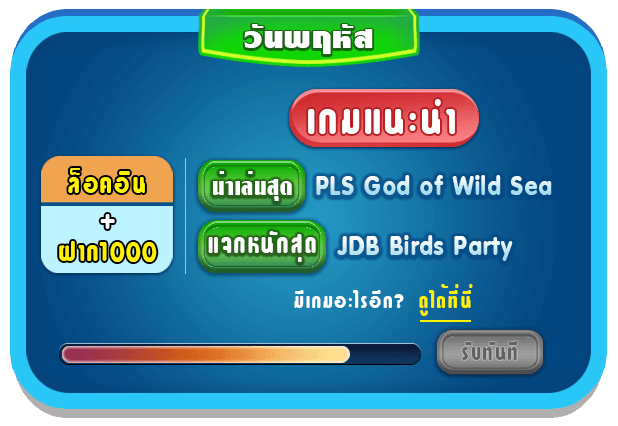 วันพฤหัส
เกมแนะนำ
ล็อคอิน
+
ฝาก1000
น่าเล่นสุด PLS God of Wild Sea
แจกหนักสุด JDB Birds Party
มีเกมอะไรอีก? ดูได้ที่นี่
รับทันที